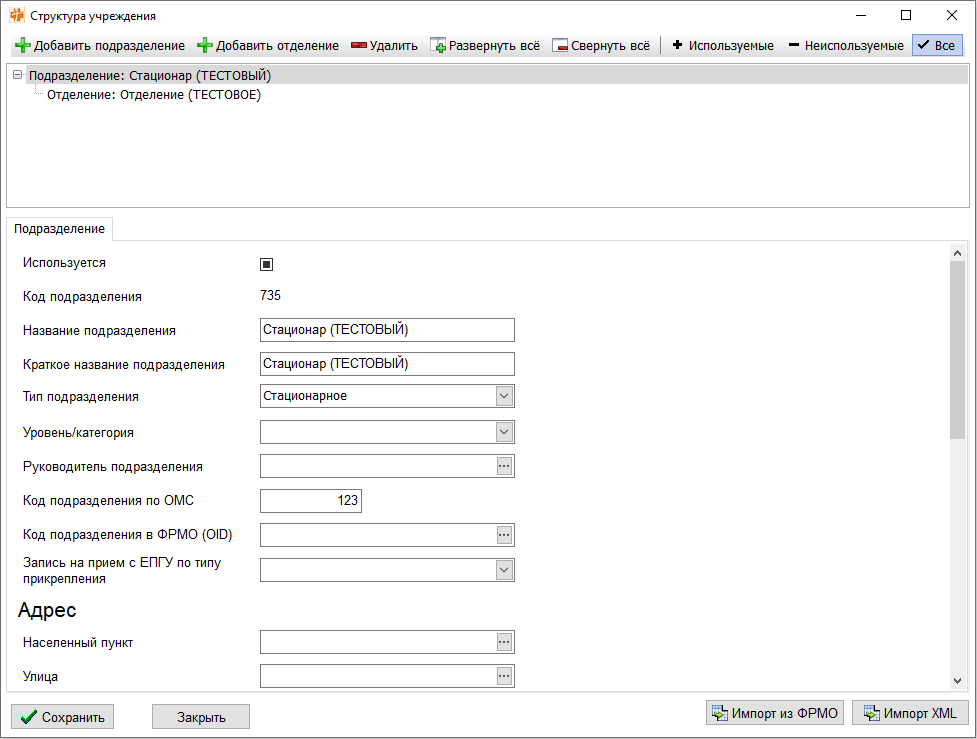 Структура учреждения
Добавить подразделение Добавить отделение Удалить Развернуть всё Свернуть всё Используемые Неиспользуемые Все
Подразделение: Стационар (ТЕСТОВЫЙ)
Отделение: Отделение (ТЕСТОВОЕ)
Подразделение
Используется
Код подразделения 735
Название подразделения Стационар (ТЕСТОВЫЙ)
Краткое название подразделения Стационар (ТЕСТОВЫЙ)
Тип подразделения Стационарное
Уровень/категория
Руководитель подразделения
Код подразделения по ОМС 123
Код подразделения в ФРМО (OID)
Запись на прием с ЕПГУ по типу
прикрепления
Адрес
Населенный пункт
Улица
Сохранить Закрыть Импорт из ФРМО Импорт XML